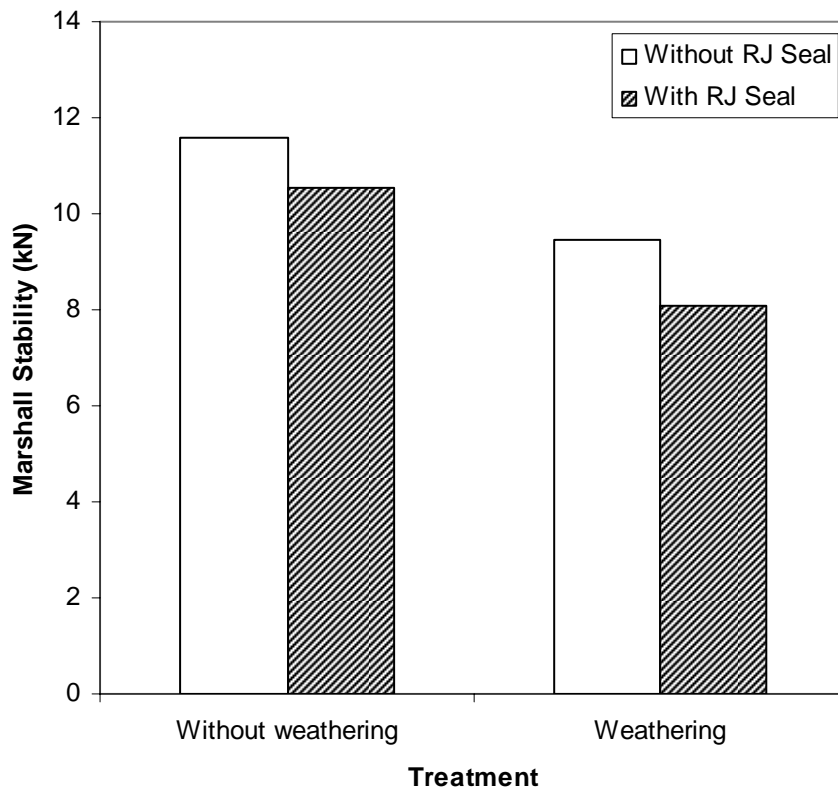 14
12
10
8
6
4
2
0
Marshall Stability (kN)
Without RJ Seal
With RJ Seal
Without weathering
Weathering
Treatment